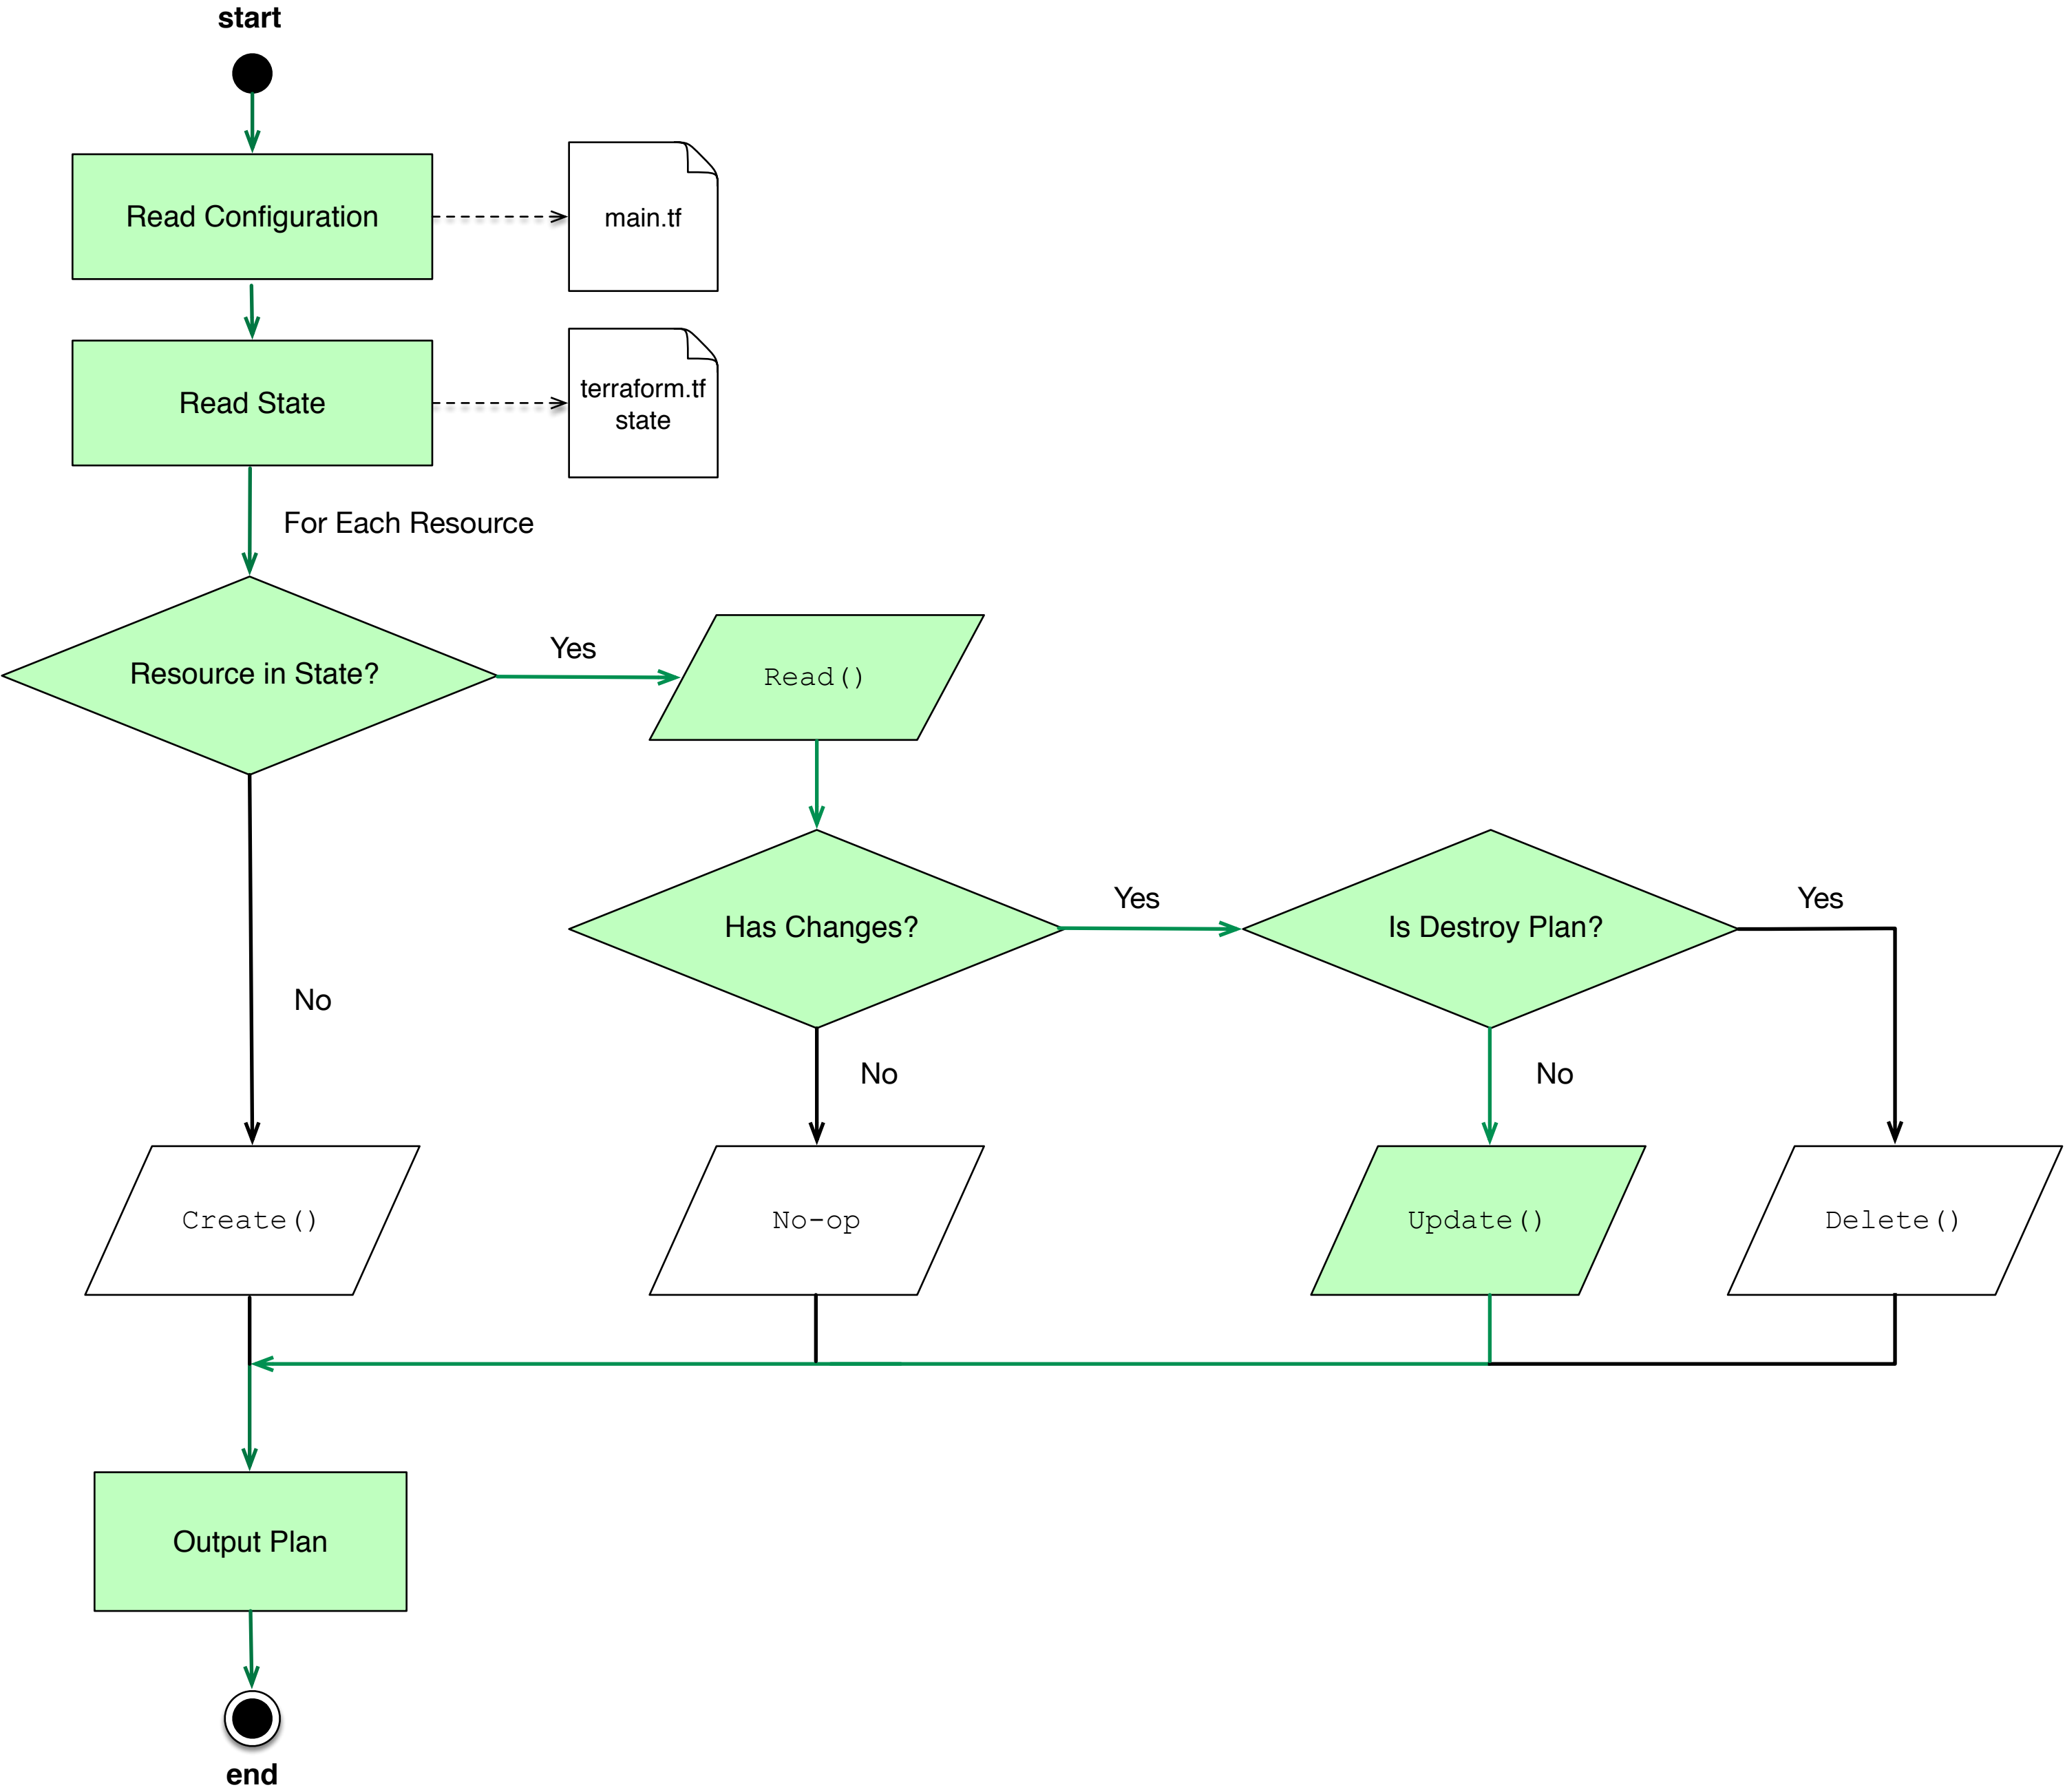 start
Read Configuration
main.tf
Read State
terraform.tf
state
For Each Resource
Resource in State?
Yes
Read()
Has Changes?
Yes
Is Destroy Plan?
Yes
No
No
No
Create()
No-op
Update()
Delete()
Output Plan
end